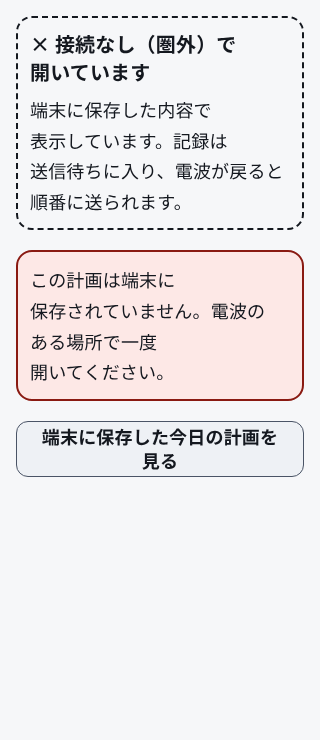 × 接続なし（圏外）で
開いています
端末に保存した内容で
表示しています。記録は
送信待ちに入り、電波が戻ると
順番に送られます。
この計画は端末に
保存されていません。電波の
ある場所で一度
開いてください。
端末に保存した今日の計画を
見る